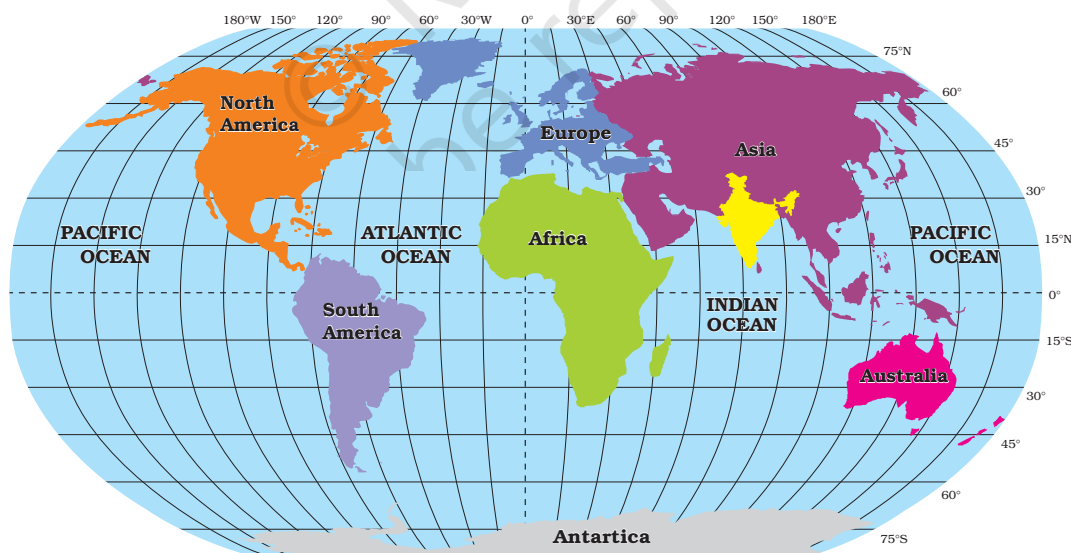 180°W 150° 120° 90° 60° 30°W 0° 30°E 60° 90° 120° 150° 180°E
75°N
60°
North
America
Europe
45°
Asia
30°
PACIFIC
OCEAN
ATLANTIC
OCEAN
Africa
PACIFIC
OCEAN
15°N
0°
INDIAN
OCEAN
South
America
15°S
Australia
30°
45°
60°
Antartica
75°S